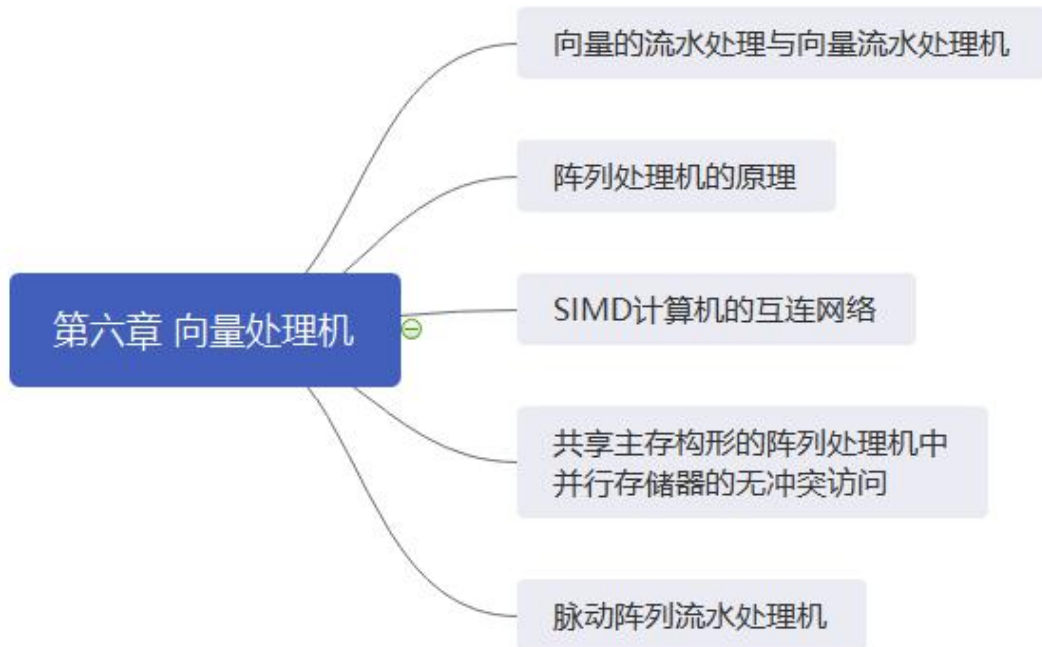 向量的流水处理与向量流水处理机
阵列处理机的原理
第六章 向量处理机
SIMD计算机的互连网络
共享主存构形的阵列处理机中
并行存储器的无冲突访问
脉动阵列流水处理机